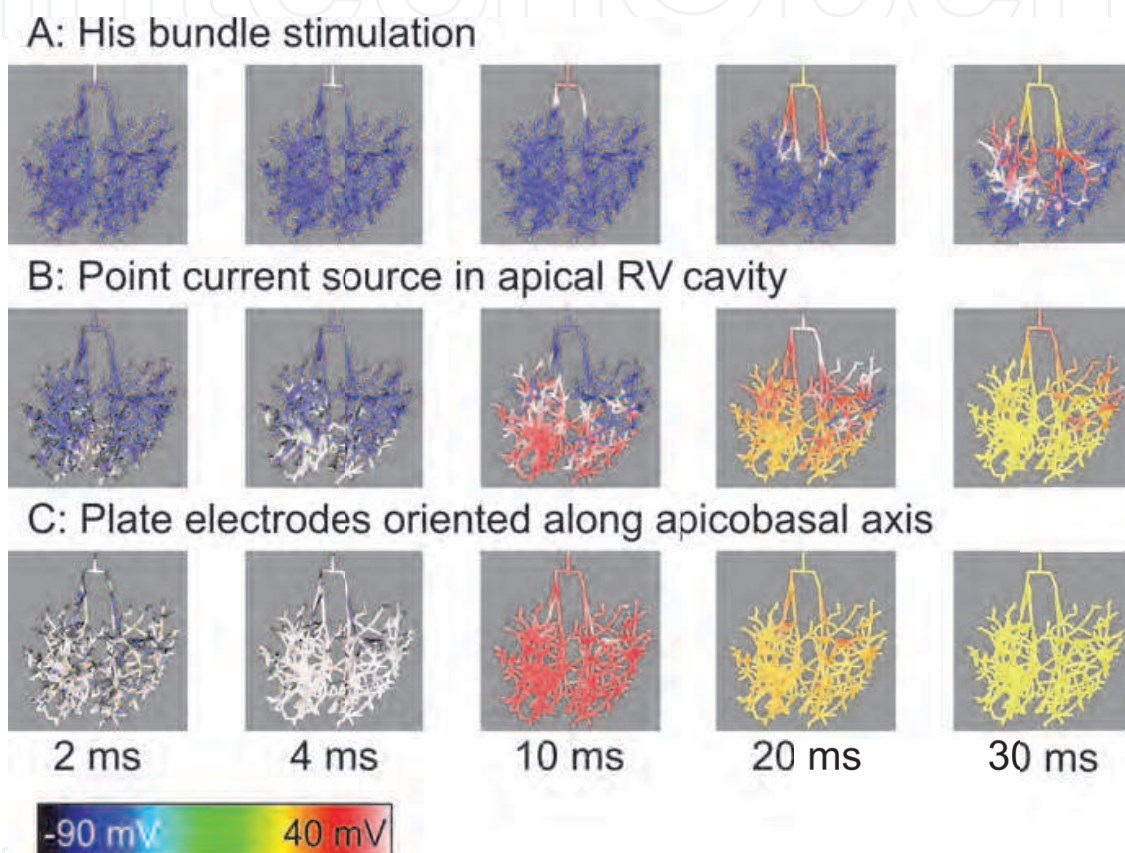 A: His bundle stimulation
B: Point current source in apical RV cavity
C: Plate electrodes oriented along apicobasal axis
2 ms 4 ms 10 ms 20 ms 30 ms
-90 mV 40 mV